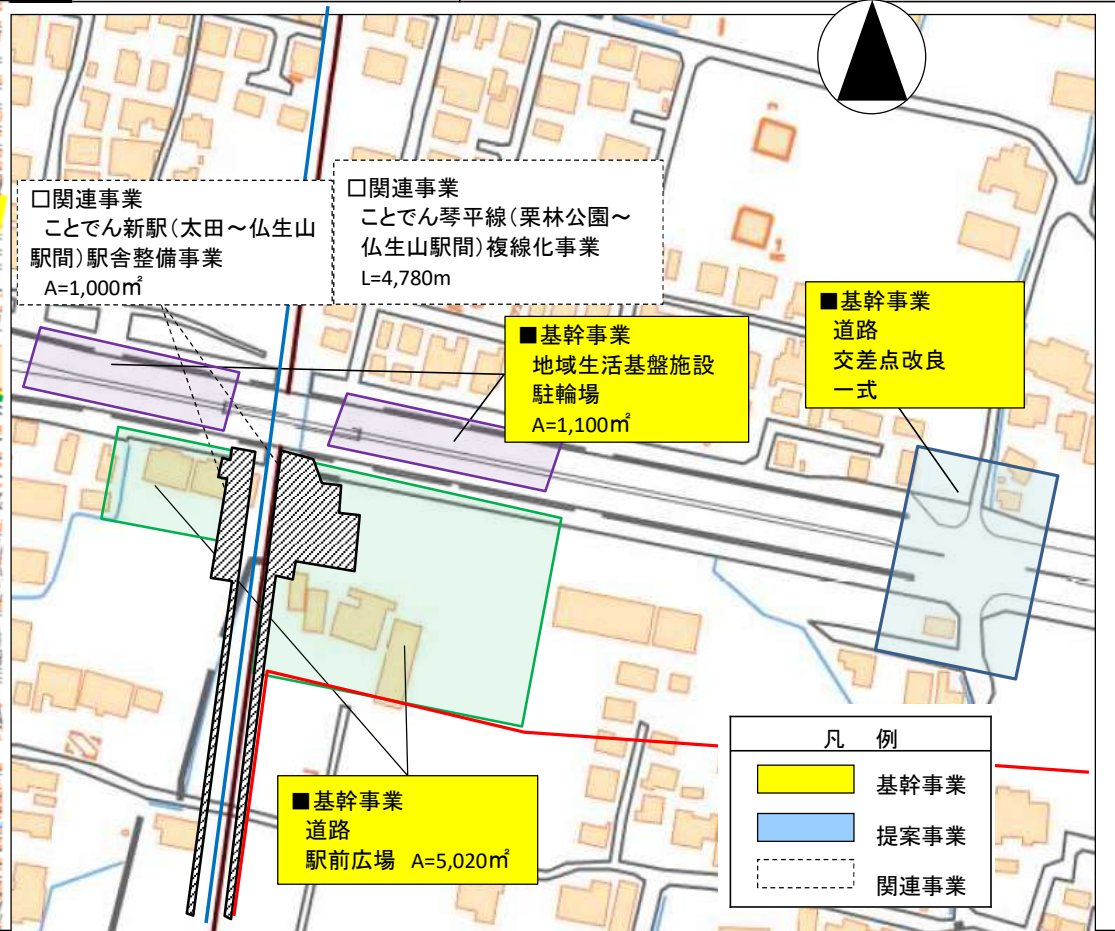 □関連事業
ことでん新駅(太田～仏生山
駅間)駅舎整備事業
A=1,000㎡
□関連事業
ことでん琴平線(栗林公園～
仏生山駅間)複線化事業
L=4,780m
■基幹事業
地域生活基盤施設
駐輪場
A=1,100㎡
■基幹事業
道路
交差点改良
一式
■基幹事業
道路
駅前広場 A=5,020㎡
凡 例
基幹事業
提案事業
関連事業